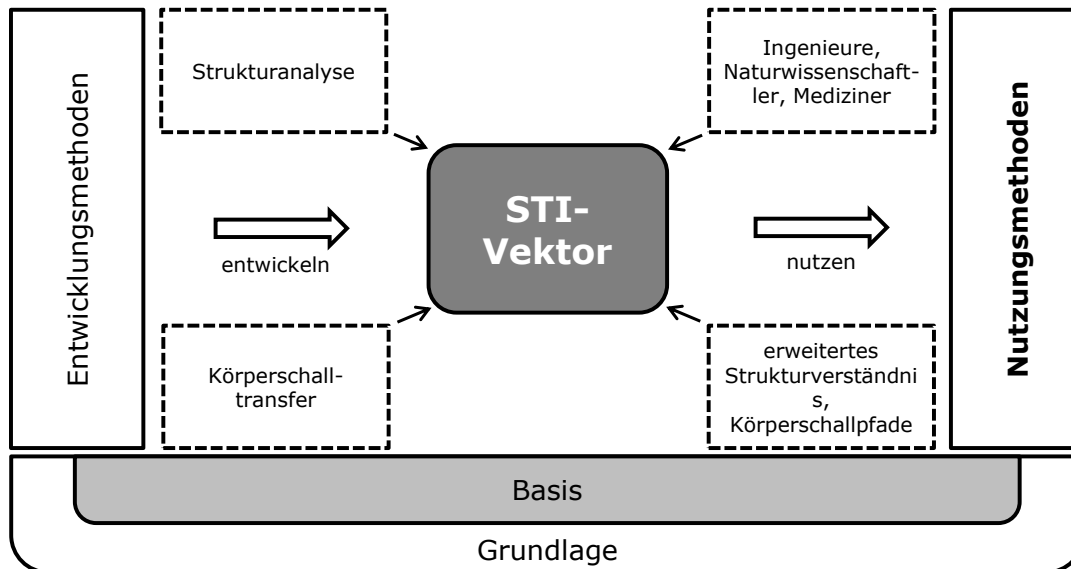 Entwicklungsmethoden
Strukturanalyse
Ingenieure,
Naturwissenschaft-
ler, Mediziner
STI-
Vektor
entwickeln
nutzen
Körperschall-
transfer
erweitertes
Strukturverständni
s,
Körperschallpfade
Nutzungsmethoden
Basis
Grundlage